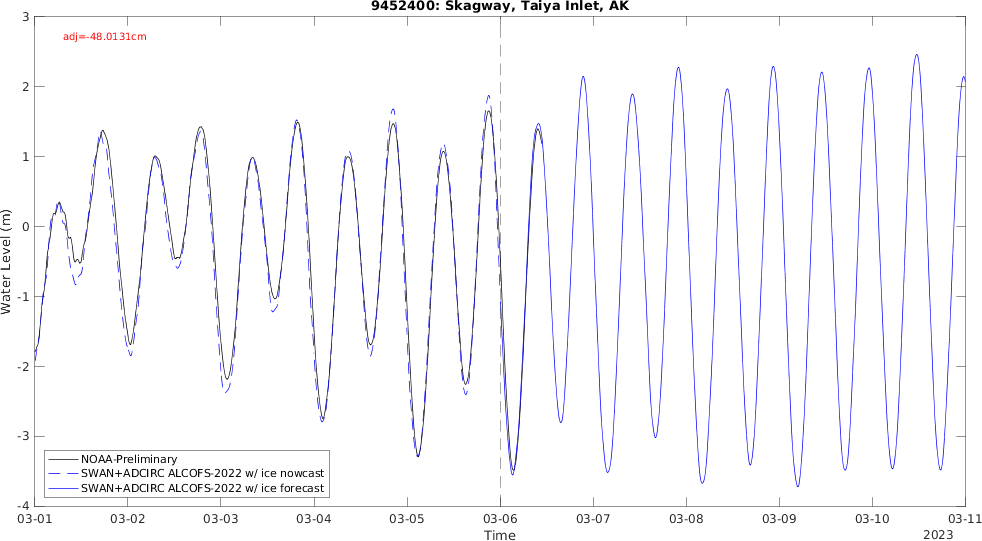 9452400: Skagway, Taiya Inlet, AK
adj=-48.0131cm
3
2
1
0
-1
-2
-3
-4
Water Level (m)
NOAA-Preliminary
SWAN+ADCIRC ALCOFS-2022 w/ ice nowcast
SWAN+ADCIRC ALCOFS-2022 w/ ice forecast
03-01 03-02 03-03 03-04 03-05 03-06 03-07 03-08 03-09 03-10 03-11
Time
2023